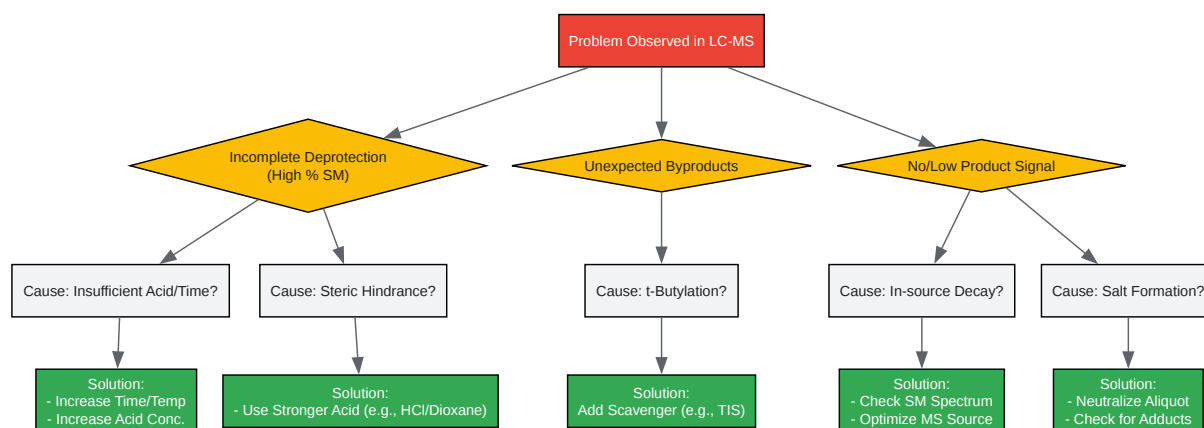 Problem Observed in LC-MS
Incomplete Deprotection
(High % SM)
Unexpected Byproducts
No/Low Product Signal
Cause: Insufficient Acid/Time?
Cause: Steric Hindrance?
Cause: t-Butylation?
Cause: In-source Decay?
Cause: Salt Formation?
Solution:
- Increase Time/Temp
- Increase Acid Conc.
Solution:
- Use Stronger Acid (e.g., HCl/Dioxane)
Solution:
Add Scavenger (e.g., TIS)
Solution:
- Check SM Spectrum
- Optimize MS Source
Solution:
- Neutralize Aliquot
- Check for Adducts